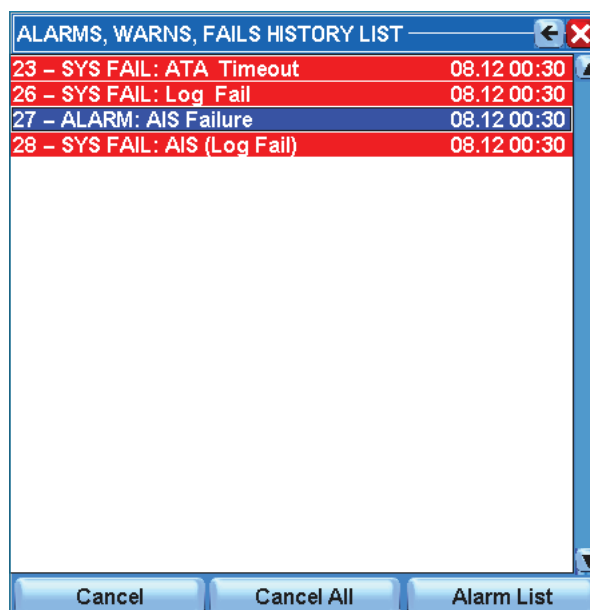 ALARMS, WARNS, FAILS HISTORY LIST
23 – SYS FAIL: ATA Timeout 08.12 00:30
26 – SYS FAIL: Log Fail 08.12 00:30
27 – ALARM: AIS Failure 08.12 00:30
28 – SYS FAIL: AIS (Log Fail) 08.12 00:30
Cancel Cancel All Alarm List